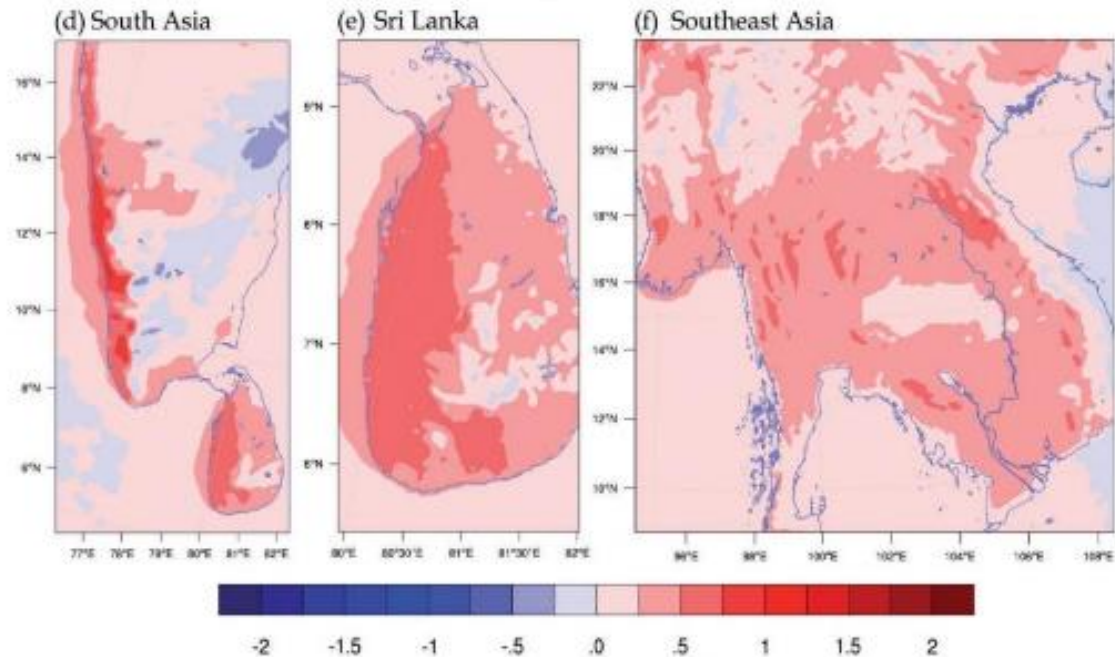 (d) South Asia
(e) Sri Lanka
(f) Southeast Asia
16°N
14°N
12°N
10°N
8°N
6°N
77°E 78°E 79°E 80°E 81°E 82°E
9°N
8°N
7°N
6°N
80°E 80°30'E 81°E 81°30'E 82°E
22°N
20°N
18°N
16°N
14°N
12°N
10°N
96°E 98°E 100°E 102°E 104°E 106°E 108°E
-2 -1.5 -1 -.5 .0 .5 1 1.5 2